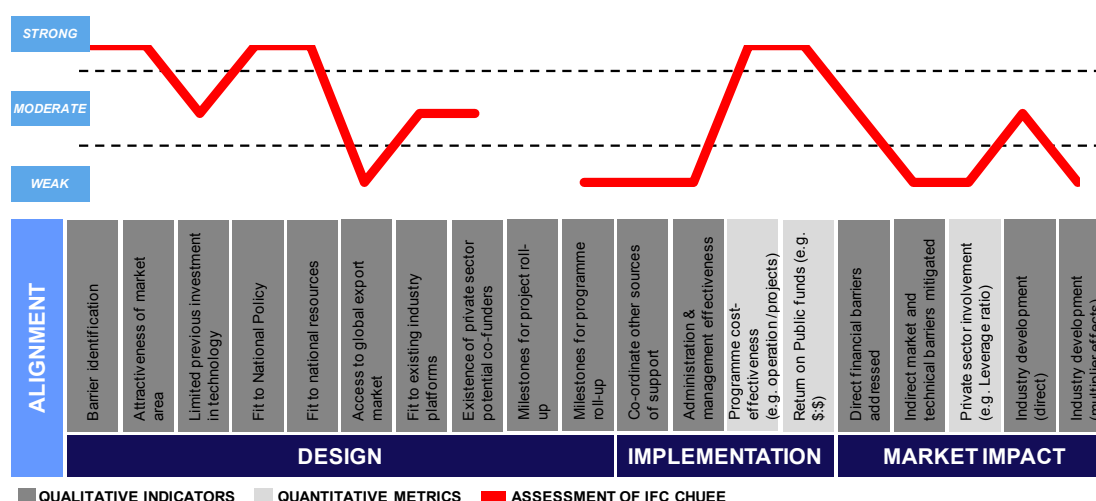 STRONG
MODERATE
WEAK
ALIGNMENT
Barrier identification
Attractiveness of market
area
Limited previous investment
in technology
Fit to National Policy
Fit to national resources
Access to global export
market
Fit to existing industry
platforms
Existence of private sector
potential co-funders
Milestones for project roll-
up
Milestones for programme
roll-up
Co-ordinate other sources
of support
Administration &
management effectiveness
Programme cost-
effectiveness
(e.g. operation /projects)
Return on Public funds (e.g.
$:$)
Direct financial barriers
addressed
Indirect market and
technical barriers mitigated
Private sector involvement
(e.g. Leverage ratio)
Industry development
(direct)
Industry development
(multiplier effects)
DESIGN
IMPLEMENTATION
MARKET IMPACT
QUALITATIVE INDICATORS
QUANTITATIVE METRICS
ASSESSMENT OF IFC CHUEE